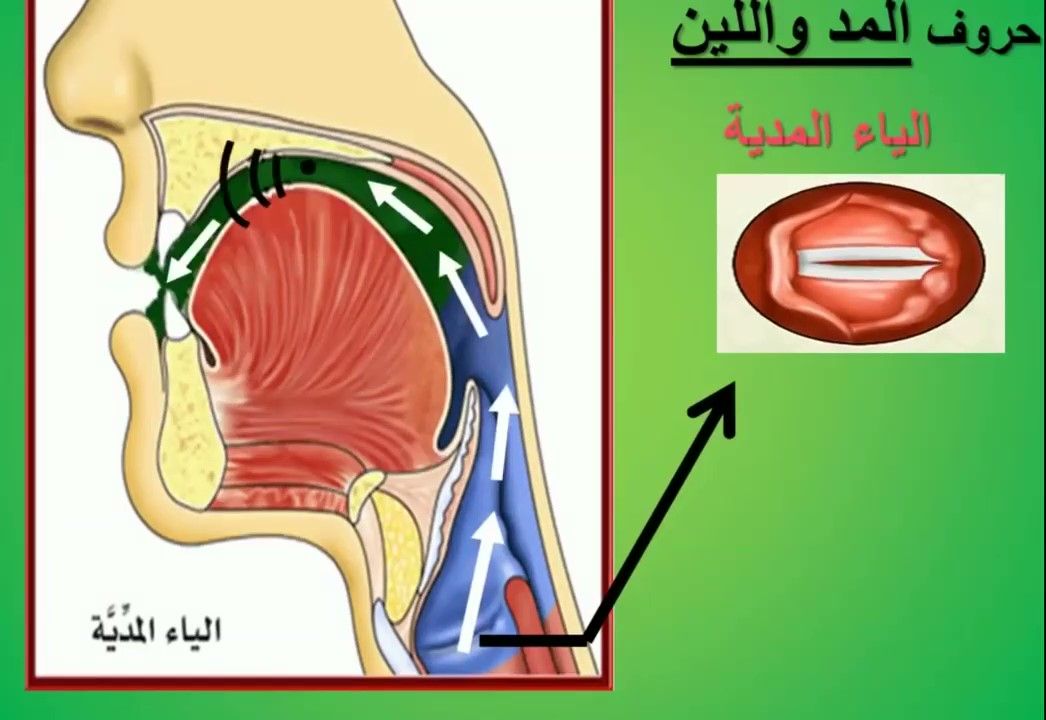 حروف المد واللين
الياء المدية
الياء المدِّيَّة